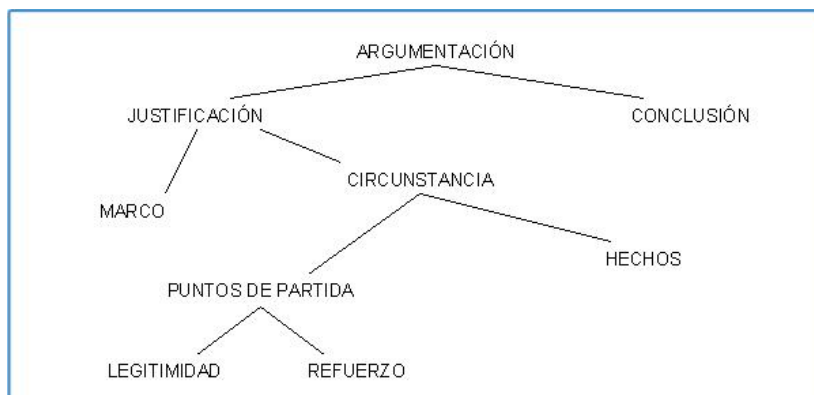 ARGUMENTACIÓN
JUSTIFICACIÓN
CONCLUSIÓN
CIRCUNSTANCIA
MARCO
HECHOS
PUNTOS DE PARTIDA
LEGITIMIDAD
REFUERZO